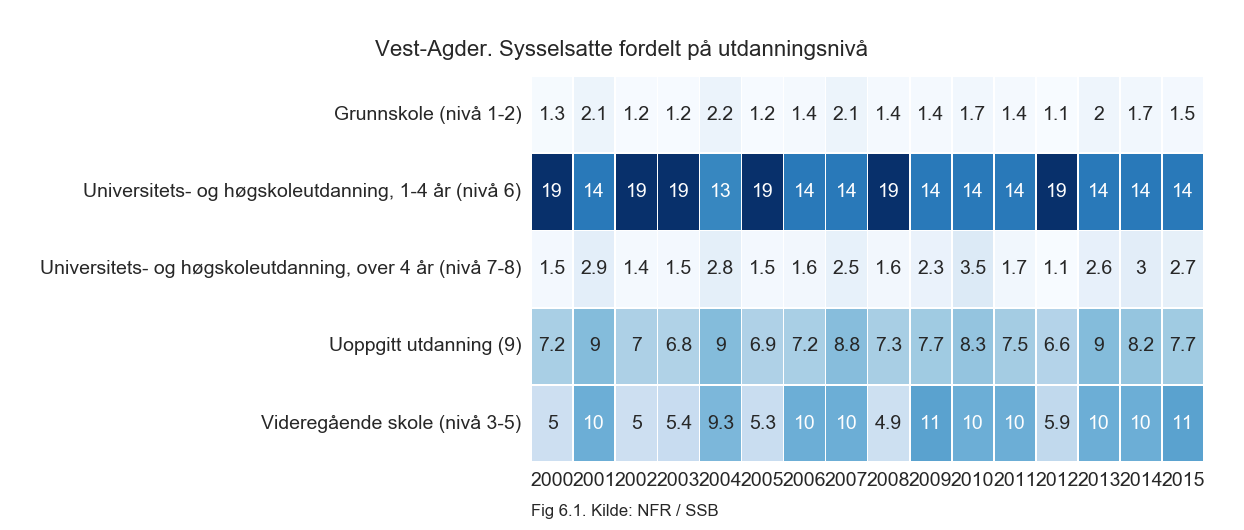 Vest-Agder. Sysselsatte fordelt på utdanningsnivå
Grunnskole (nivå 1-2) 1.3 2.1 1.2 1.2 2.2 1.2 1.4 2.1 1.4 1.4 1.7 1.4 1.1 2 1.7 1.5
Universitets- og høgskoleutdanning, 1-4 år (nivå 6) 19 14 19 19 13 19 14 14 19 14 14 14 19 14 14 14
Universitets- og høgskoleutdanning, over 4 år (nivå 7-8) 1.5 2.9 1.4 1.5 2.8 1.5 1.6 2.5 1.6 2.3 3.5 1.7 1.1 2.6 3 2.7
Uoppgitt utdanning (9) 7.2 9 7 6.8 9 6.9 7.2 8.8 7.3 7.7 8.3 7.5 6.6 9 8.2 7.7
Videregående skole (nivå 3-5) 5 10 5 5.4 9.3 5.3 10 10 4.9 11 10 10 5.9 10 10 11
2000 2001 2002 2003 2004 2005 2006 2007 2008 2009 2010 2011 2012 2013 2014 2015
Fig 6.1. Kilde: NFR / SSB